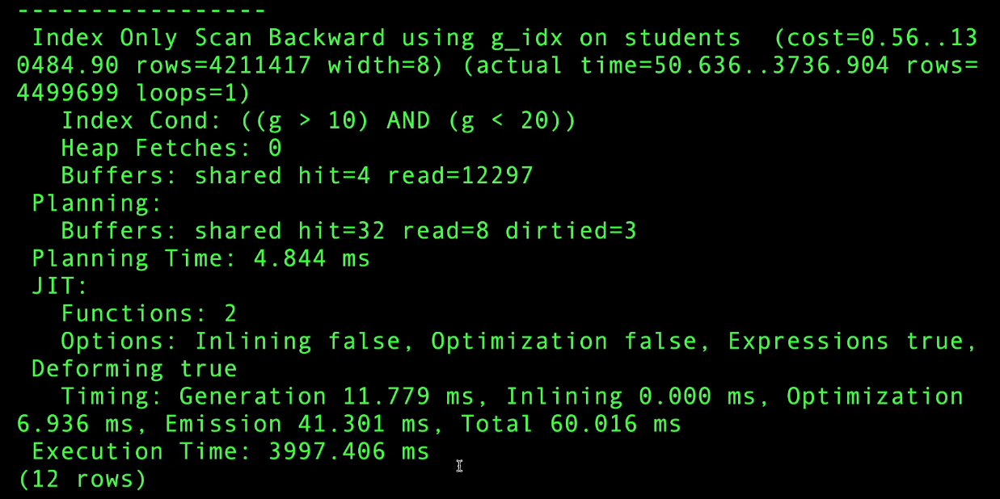 -----------------
Index Only Scan Backward using g_idx on students  (cost=0.56..13
0484.90 rows=4211417 width=8) (actual time=50.636..3736.904 rows=
4499699 loops=1)
   Index Cond: ((g > 10) AND (g < 20))
   Heap Fetches: 0
   Buffers: shared hit=4 read=12297
 Planning:
   Buffers: shared hit=32 read=8 dirtied=3
 Planning Time: 4.844 ms
 JIT:
   Functions: 2
   Options: Inlining false, Optimization false, Expressions true,
 Deforming true
   Timing: Generation 11.779 ms, Inlining 0.000 ms, Optimization
6.936 ms, Emission 41.301 ms, Total 60.016 ms
 Execution Time: 3997.406 ms
(12 rows)